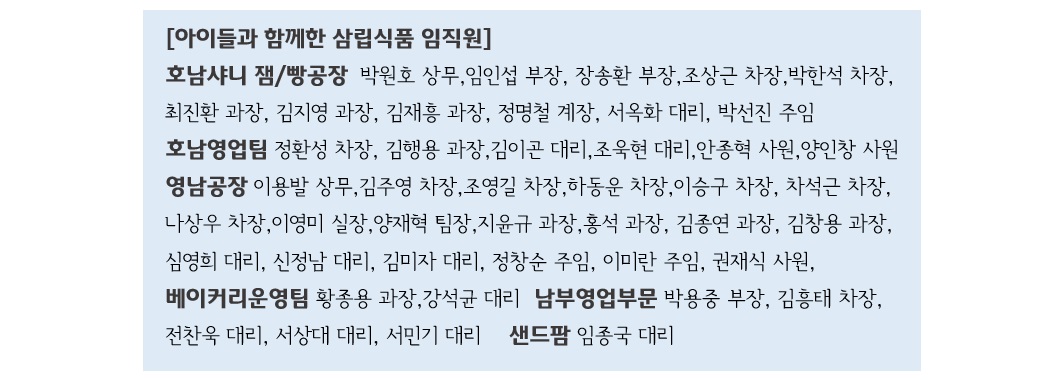 [아이들과 함께한 삼립식품 임직원]
호남샤니 잼/빵공장 박원호 상무,임인섭 부장, 장송환 부장,조상근 차장,박한석 차장,
최진환 과장, 김지영 과장, 김재흥 과장, 정명철 계장, 서옥화 대리, 박선진 주임
호남영업팀 정환성 차장, 김행용 과장,김이곤 대리,조욱현 대리,안종혁 사원,양인창 사원
영남공장 이용발 상무,김주영 차장,조영길 차장,하동운 차장,이승구 차장, 차석근 차장,
나상우 차장,이영미 실장,양재혁 팀장,지윤규 과장,홍석 과장, 김종연 과장, 김창용 과장,
심영희 대리, 신정남 대리, 김미자 대리, 정창순 주임, 이미란 주임, 권재식 사원,
베이커리운영팀 황종용 과장,강석균 대리 남부영업부문 박용중 부장, 김흥태 차장,
전찬욱 대리, 서상대 대리, 서민기 대리 샌드팜 임종국 대리